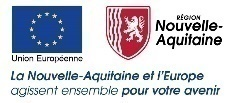 RÉGION
Nouvelle-
Aquitaine
Union Européenne
La Nouvelle-Aquitaine et l'Europe
agissent ensemble pour votre avenir